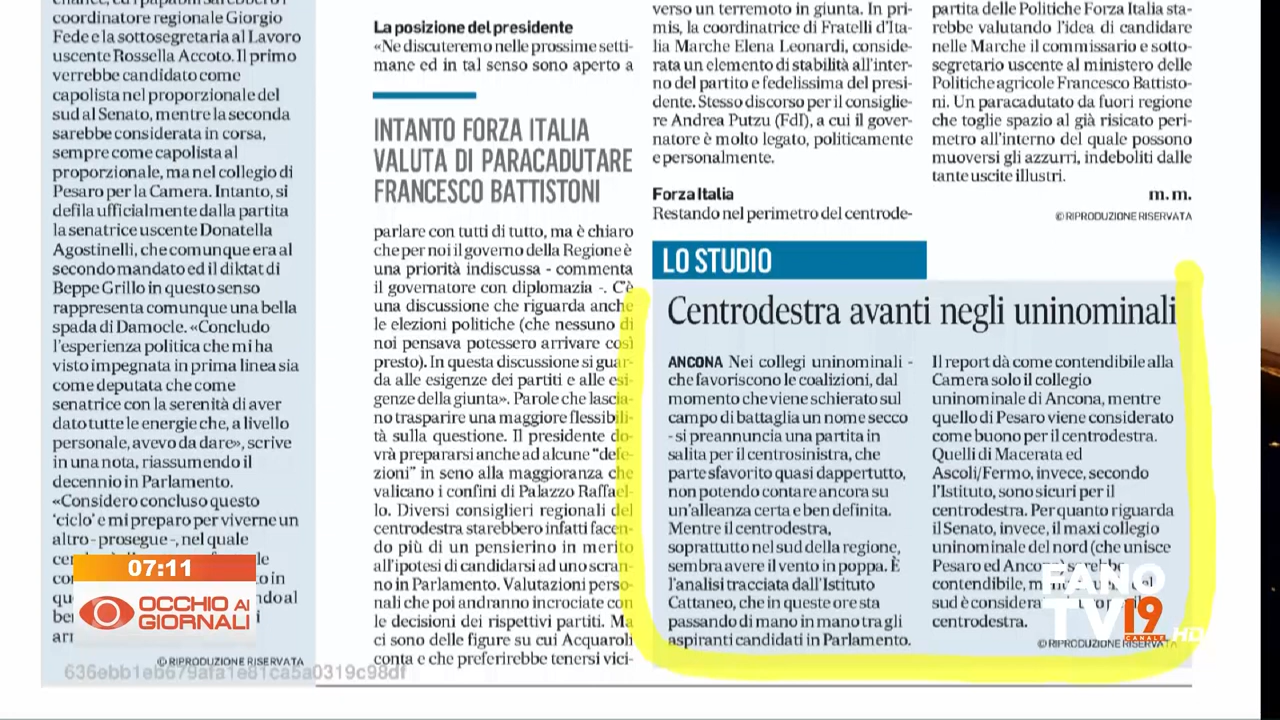 coordinatore regionale Giorgio
Fede e la sottosegretaria al Lavoro
uscente Rossella Accoto. Il primo
verrebbe candidato come
capolista nel proporzionale del
sud al Senato, mentre la seconda
sarebbe considerata in corsa,
sempre come capolista al
proporzionale, ma nel collegio di
Pesaro per la Camera. Intanto, si
defila ufficialmente dalla partita
la senatrice uscente Donatella
Agostinelli, che comunque era al
secondo mandato ed il diktat di
Beppe Grillo in questo senso
rappresenta comunque una bella
spada di Damocle. «Concludo
l'esperienza politica che mi ha
visto impegnata in prima linea sia
come deputata che come
senatrice con la serenità di aver
dato tutte le energie che, a livello
personale, avevo da dare», scrive
in una nota, riassumendo il
decennio in Parlamento.
«Considero concluso questo
'ciclo' e mi preparo per viverne un
altro - prosegue -, nel quale
© RIPRODUZIONE RISERVATA
La posizione del presidente
«Ne discuteremo nelle prossime setti-
mane ed in tal senso sono aperto a
INTANTO FORZA ITALIA
VALUTA DI PARACADUTARE
FRANCESCO BATTISTONI
parlare con tutti di tutto, ma è chiaro
che per noi il governo della Regione è
una priorità indiscussa - commenta
il governatore con diplomazia -. C'è
una discussione che riguarda anche
le elezioni politiche (che nessuno di
noi pensava potessero arrivare così
presto). In questa discussione si guar-
da alle esigenze dei partiti e alle esi-
genze della giunta». Parole che lascia-
no trasparire una maggiore flessibili-
tà sulla questione. Il presidente do-
vrà prepararsi anche ad alcune "defe-
zioni" in seno alla maggioranza che
valicano i confini di Palazzo Raffael-
lo. Diversi consiglieri regionali del
centrodestra starebbero infatti facen-
do più di un pensierino in merito
all'ipotesi di candidarsi ad uno scran-
no in Parlamento. Valutazioni perso-
nali che poi andranno incrociate con
le decisioni dei rispettivi partiti. Ma
ci sono delle figure su cui Acquaroli
conta e che preferirebbe tenersi vici-
verso un terremoto in giunta. In pri-
mis, la coordinatrice di Fratelli d'Ita-
lia Marche Elena Leonardi, conside-
rata un elemento di stabilità all'inter-
no del partito e fedelissima del presi-
dente. Stesso discorso per il consiglie-
re Andrea Putzu (FdI), a cui il gover-
natore è molto legato, politicamente
e personalmente.
Forza Italia
Restando nel perimetro del centrode-
partita delle Politiche Forza Italia sta-
rebbe valutando l'idea di candidare
nelle Marche il commissario e sotto-
segretario uscente al ministero delle
Politiche agricole Francesco Battisto-
ni. Un paracadutato da fuori regione
che toglie spazio al già risicato peri-
metro all'interno del quale possono
muoversi gli azzurri, indeboliti dalle
tante uscite illustri.
m. m.
© RIPRODUZIONE RISERVATA
LO STUDIO
Centrodestra avanti negli uninominali
ANCONA Nei collegi uninominali -
che favoriscono le coalizioni, dal
momento che viene schierato sul
campo di battaglia un nome secco
- si preannuncia una partita in
salita per il centrosinistra, che
parte sfavorito quasi dappertutto,
non potendo contare ancora su
un'alleanza certa e ben definita.
Mentre il centrodestra,
soprattutto nel sud della regione,
sembra avere il vento in poppa. È
l'analisi tracciata dall'Istituto
Cattaneo, che in queste ore sta
passando di mano in mano tra gli
aspiranti candidati in Parlamento.
Il report dà come contendibile alla
Camera solo il collegio
uninominale di Ancona, mentre
quello di Pesaro viene considerato
come buono per il centrodestra.
Quelli di Macerata ed
Ascoli/Fermo, invece, secondo
l'Istituto, sono sicuri per il
centrodestra. Per quanto riguarda
il Senato, invece, il maxi collegio
uninominale del nord (che unisce
Pesaro ed Ancona) sarebbe
contendibile,
sud è considera
centrodestra.
© RIPRODUZIONE RISERVATA
07:11
OCCHIO AI
GIORNALI
FANO
TV19
CANALE
HD
636ebb1eb679afa1e81ca5a0319c98df